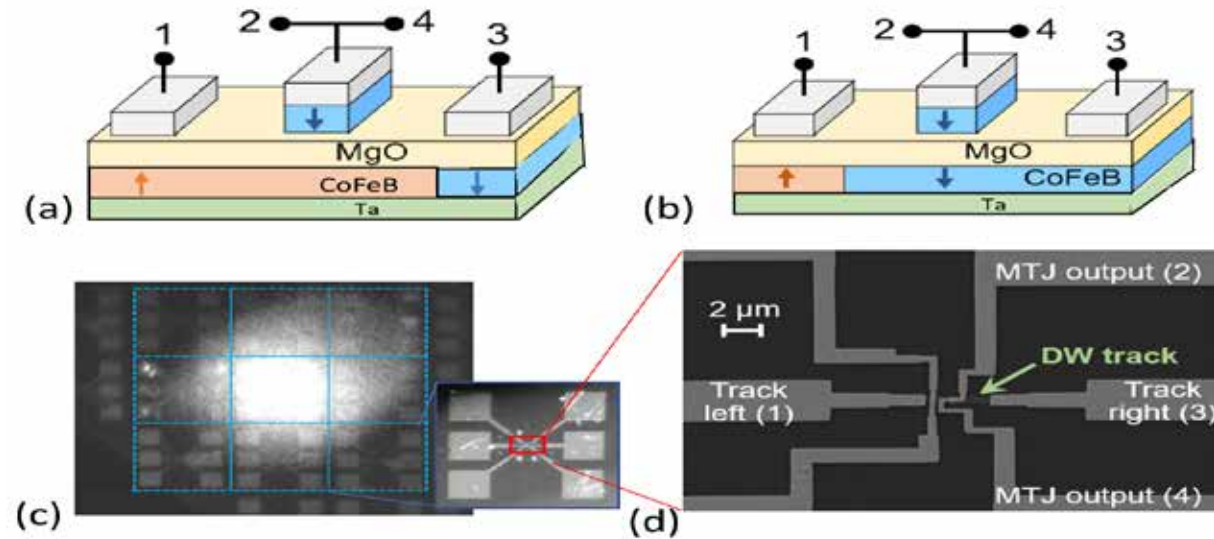 1
2
4
3
MgO
CoFeB
Ta
(a)
1
2
4
3
MgO
CoFeB
Ta
(b)
(c)
MTJ output (2)
2 µm
DW track
Track
left (1)
Track
right (3)
MTJ output (4)
(d)